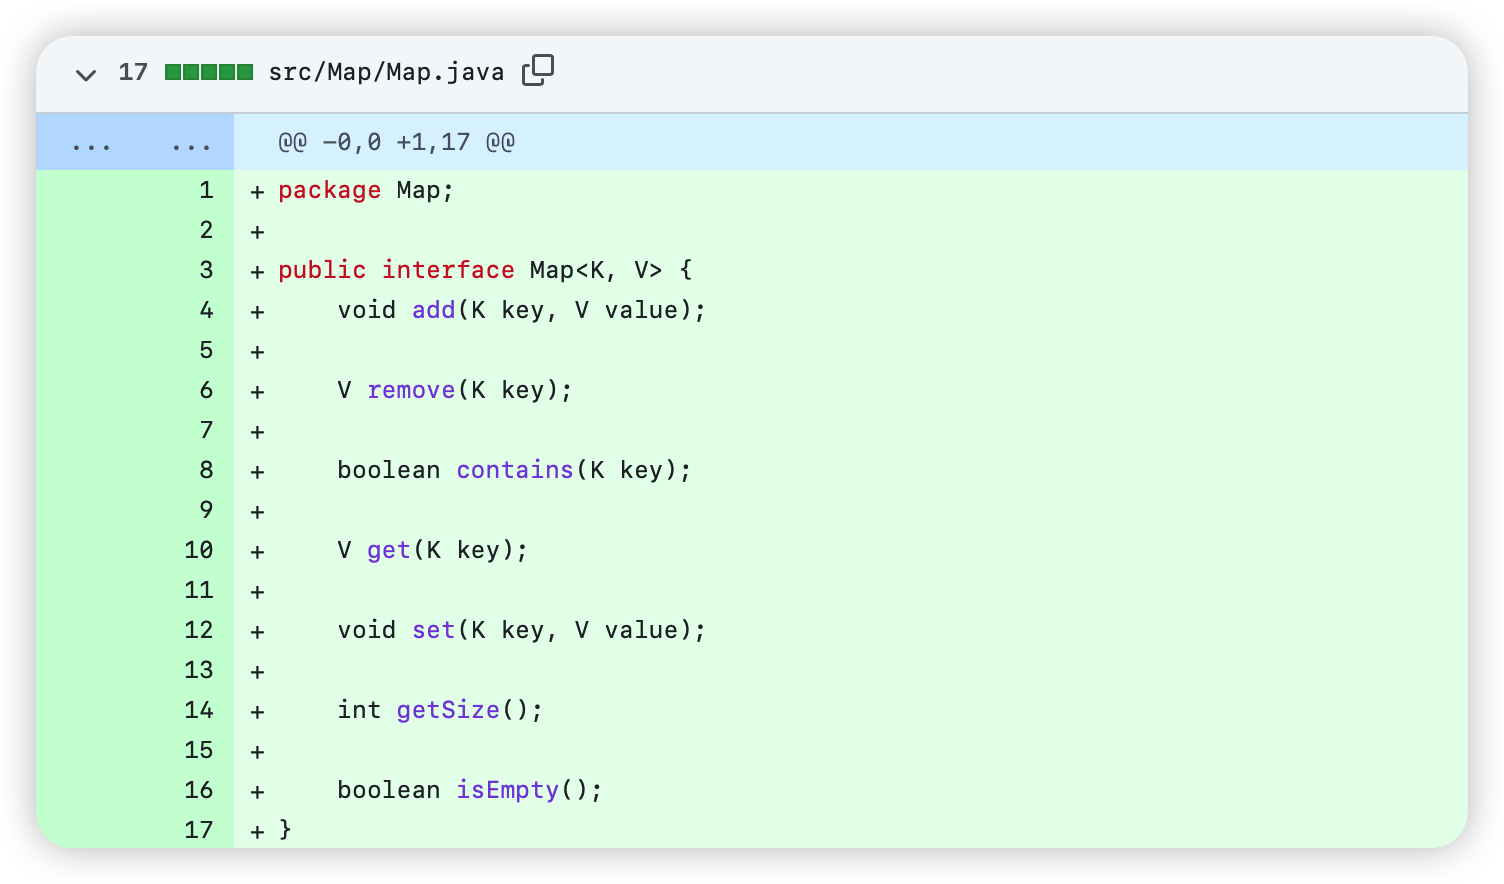 17 src/Map/Map.java
... ... @@ -0,0 +1,17 @@
1 + package Map;
2 +
3 + public interface Map<K, V> {
4 +     void add(K key, V value);
5 +
6 +     V remove(K key);
7 +
8 +     boolean contains(K key);
9 +
10 +     V get(K key);
11 +
12 +     void set(K key, V value);
13 +
14 +     int getSize();
15 +
16 +     boolean isEmpty();
17 + }